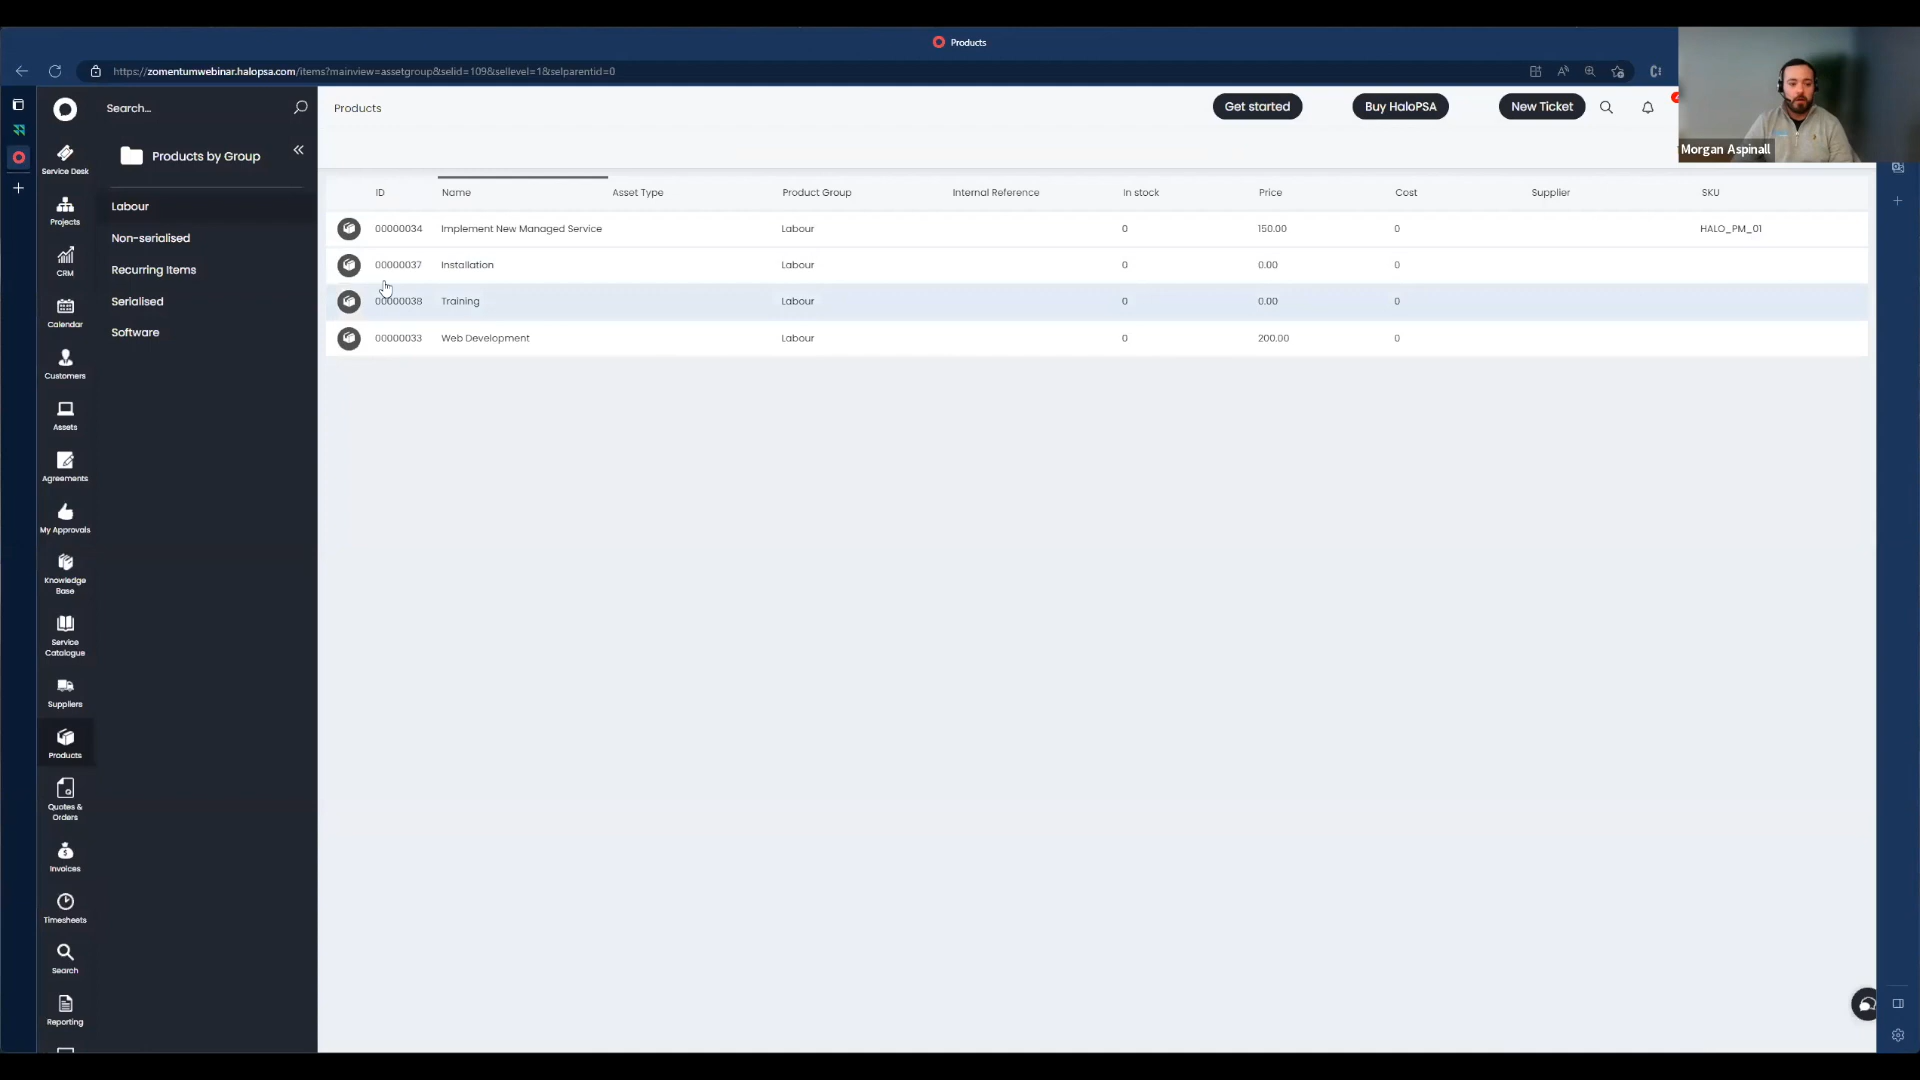 Products
https://zomentumwebinar.halopsa.com/items?mainview=assetgroup&selid=109&sellevel=1&selparentid=0
Search...
Products
Get started
Buy HaloPSA
New Ticket
Morgan Aspinall
Products by Group
Labour
Non-serialised
Recurring Items
Serialised
Software
Service Desk
Projects
CRM
Calendar
Customers
Assets
Agreements
My Approvals
Knowledge
Base
Service
Catalogue
Suppliers
Products
Quotes &
Orders
Invoices
Timesheets
Search
Reporting
ID Name Asset Type Product Group Internal Reference In stock Price Cost Supplier SKU
00000034 Implement New Managed Service Labour 0 150.00 0 HALO_PM_01
00000037 Installation Labour 0 0.00 0
00000038 Training Labour 0 0.00 0
00000033 Web Development Labour 0 200.00 0